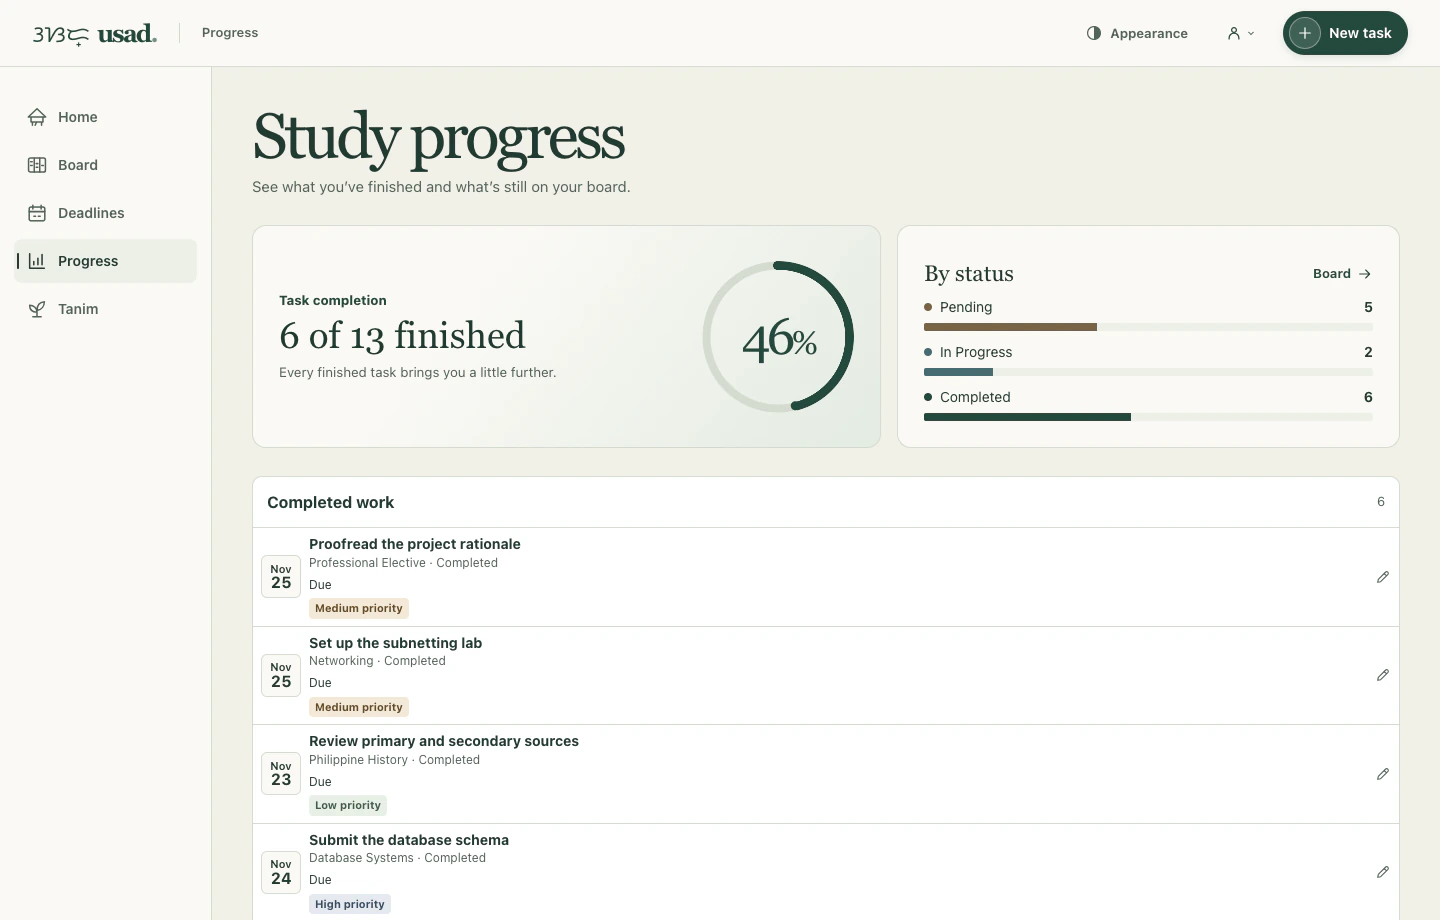 usad.
Progress
Appearance
New task
Home
Board
Deadlines
Progress
Tanim
Study progress
See what you’ve finished and what’s still on your board.
Task completion
6 of 13 finished
Every finished task brings you a little further.
46%
By status
Board →
Pending 5
In Progress 2
Completed 6
Completed work 6
Nov 25
Proofread the project rationale
Professional Elective · Completed
Due
Medium priority
Nov 25
Set up the subnetting lab
Networking · Completed
Due
Medium priority
Nov 23
Review primary and secondary sources
Philippine History · Completed
Due
Low priority
Nov 24
Submit the database schema
Database Systems · Completed
Due
High priority